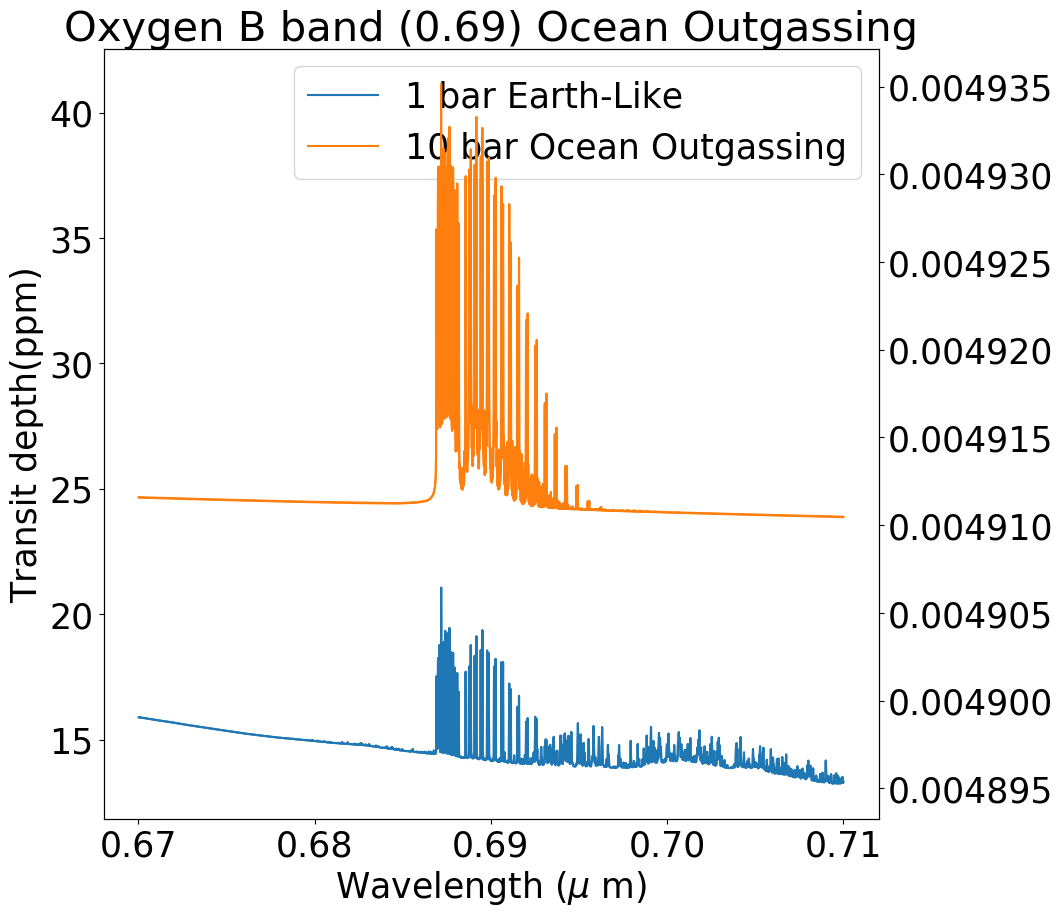 Oxygen B band (0.69) Ocean Outgassing
1 bar Earth-Like
10 bar Ocean Outgassing
40
35
30
25
20
15
Transit depth(ppm)
0.004935
0.004930
0.004925
0.004920
0.004915
0.004910
0.004905
0.004900
0.004895
0.67 0.68 0.69 0.70 0.71
Wavelength (μ m)